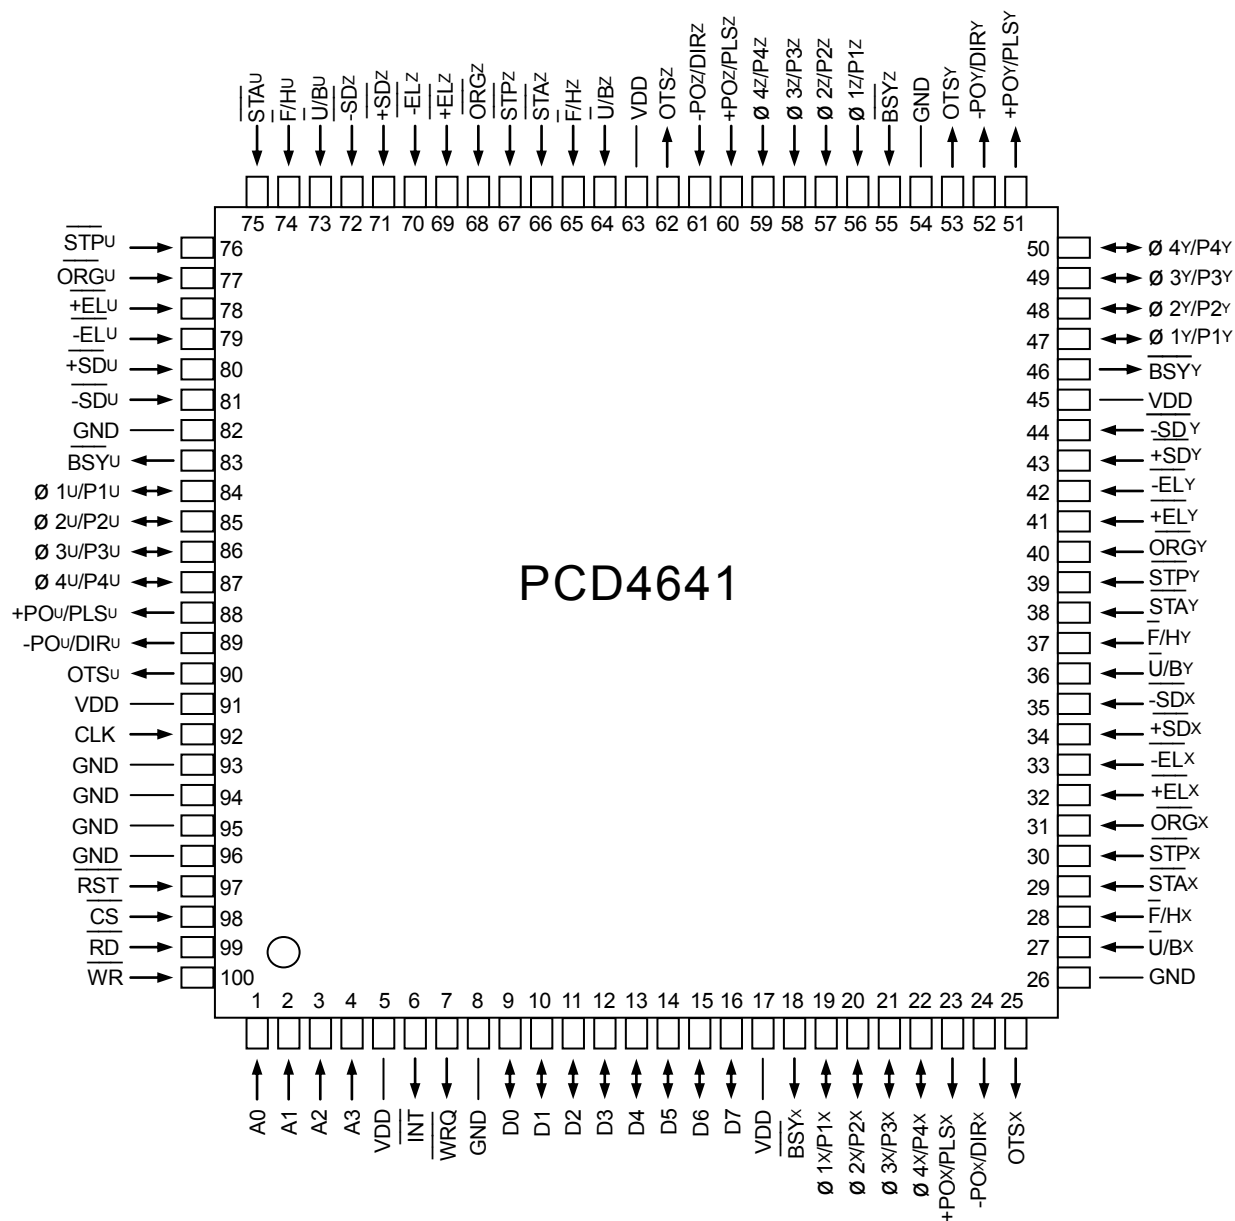 STAU
F/HU
U/BU
-SDZ
+SDZ
-ELZ
+ELZ
ORGZ
STPZ
STAZ
F/HZ
U/BZ
VDD
OTSZ
-POZ/DIRZ
+POZ/PLSZ
Ø 4Z/P4Z
Ø 3Z/P3Z
Ø 2Z/P2Z
Ø 1Z/P1Z
BSYZ
GND
OTSY
-POY/DIRY
+POY/PLSY
75 74 73 72 71 70 69 68 67 66 65 64 63 62 61 60 59 58 57 56 55 54 53 52 51
STPU 76
ORGU 77
+ELU 78
-ELU 79
+SDU 80
-SDU 81
GND 82
BSYU 83
Ø 1U/P1U 84
Ø 2U/P2U 85
Ø 3U/P3U 86
Ø 4U/P4U 87
+POU/PLSU 88
-POU/DIRU 89
OTSU 90
VDD 91
CLK 92
GND 93
GND 94
GND 95
GND 96
RST 97
CS 98
RD 99
WR 100
PCD4641
50 Ø 4Y/P4Y
49 Ø 3Y/P3Y
48 Ø 2Y/P2Y
47 Ø 1Y/P1Y
46 BSYY
45 VDD
44 -SDY
43 +SDY
42 -ELY
41 +ELY
40 ORGY
39 STPY
38 STAY
37 F/HY
36 U/BY
35 -SDX
34 +SDX
33 -ELX
32 +ELX
31 ORGX
30 STPX
29 STAX
28 F/HX
27 U/BX
26 GND
1 2 3 4 5 6 7 8 9 10 11 12 13 14 15 16 17 18 19 20 21 22 23 24 25
A0
A1
A2
A3
VDD
INT
WRQ
GND
D0
D1
D2
D3
D4
D5
D6
D7
VDD
BSYX
Ø 1X/P1X
Ø 2X/P2X
Ø 3X/P3X
Ø 4X/P4X
+POX/PLSX
-POX/DIRX
OTSX